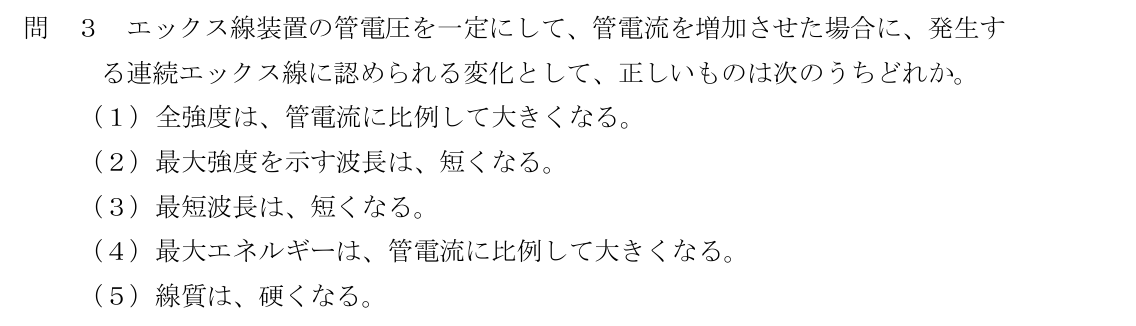 問　３　エックス線装置の管電圧を一定にして、管電流を増加させた場合に、発生す
る連続エックス線に認められる変化として、正しいものは次のうちどれか。
（１）全強度は、管電流に比例して大きくなる。
（２）最大強度を示す波長は、短くなる。
（３）最短波長は、短くなる。
（４）最大エネルギーは、管電流に比例して大きくなる。
（５）線質は、硬くなる。